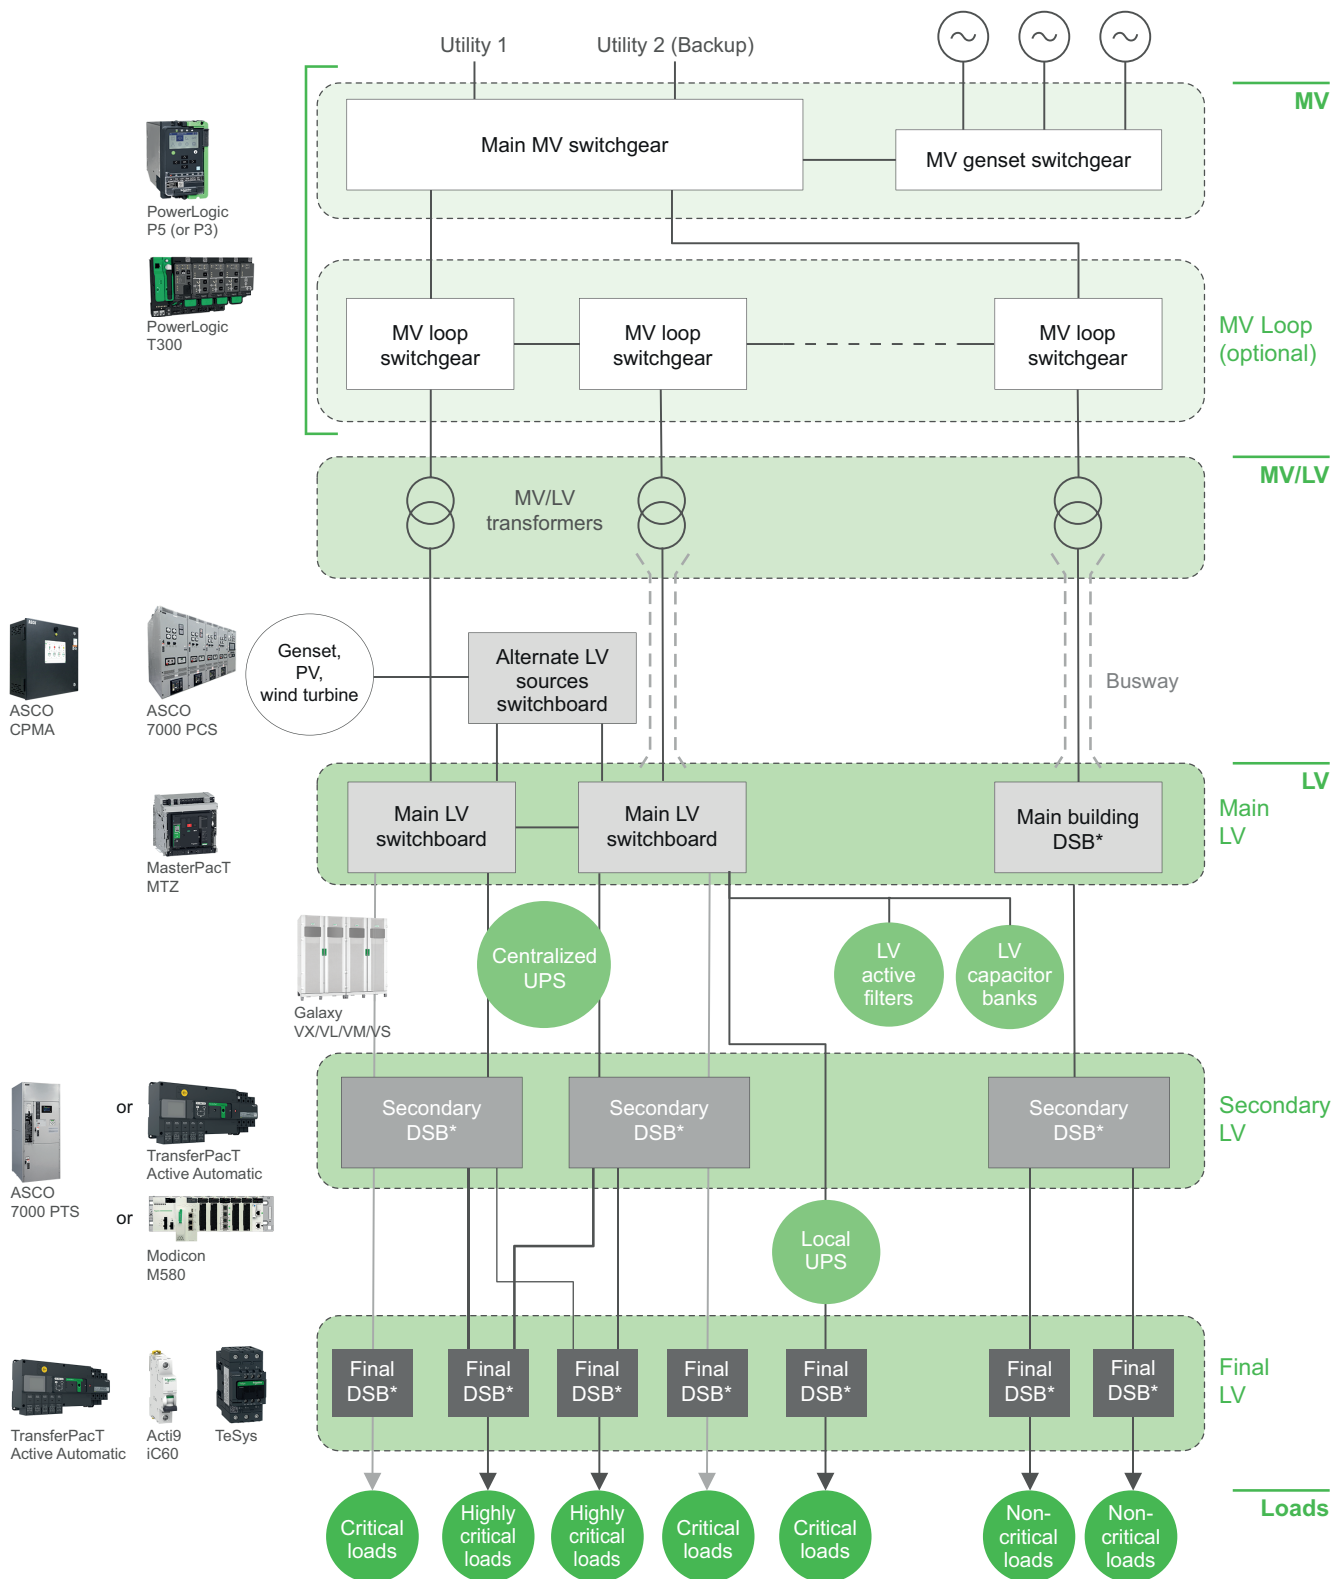 Utility 1
Utility 2 (Backup)
MV
Main MV switchgear
MV genset switchgear
PowerLogic
P5 (or P3)
PowerLogic
T300
MV loop
switchgear
MV loop
switchgear
MV loop
switchgear
MV Loop
(optional)
MV/LV
MV/LV
transformers
Genset,
PV,
wind turbine
Alternate LV
sources
switchboard
Busway
ASCO
CPMA
ASCO
7000 PCS
LV
Main LV
switchboard
Main LV
switchboard
Main building
DSB*
Main
LV
MasterPacT
MTZ
Centralized
UPS
LV
active
filters
LV
capacitor
banks
Galaxy
VX/VL/VM/VS
Secondary
DSB*
Secondary
DSB*
Secondary
DSB*
Secondary
LV
or
TransferPacT
Active Automatic
ASCO
7000 PTS
or
Modicon
M580
Local
UPS
Final
DSB*
Final
DSB*
Final
DSB*
Final
DSB*
Final
DSB*
Final
DSB*
Final
DSB*
Final
LV
TransferPacT
Active Automatic
Acti9
iC60
TeSys
Critical
loads
Highly
critical
loads
Highly
critical
loads
Critical
loads
Critical
loads
Non-
critical
loads
Non-
critical
loads
Loads